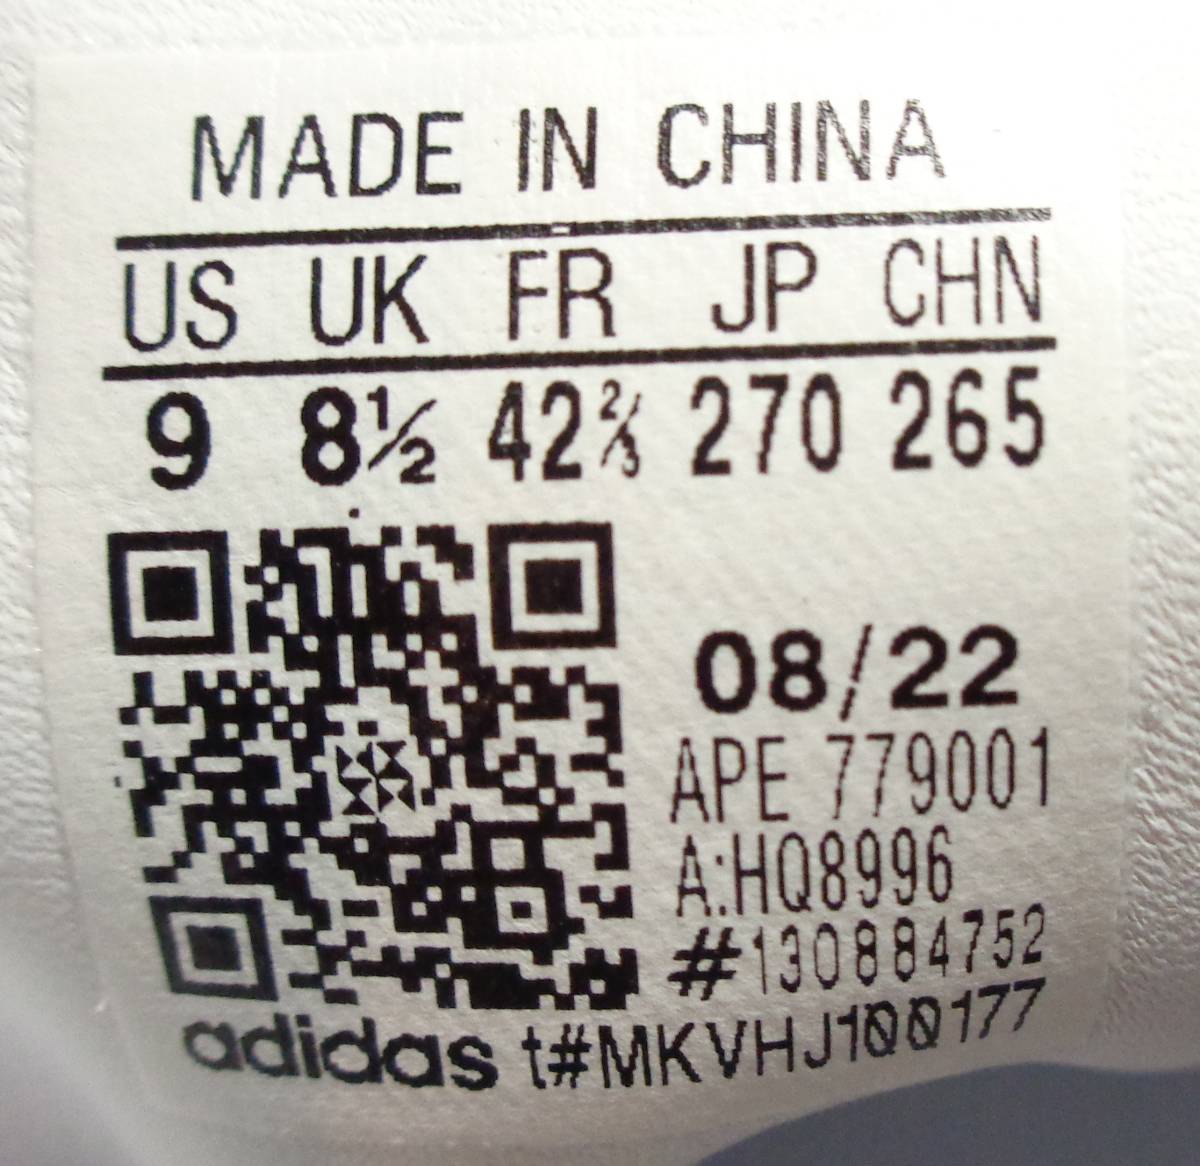 MADE IN CHINA
US UK FR JP CHN
9 8½ 42⅔ 270 265
08/22
APE 779001
A:HQ8996
#130884752
adidas t#MKVHJ100177